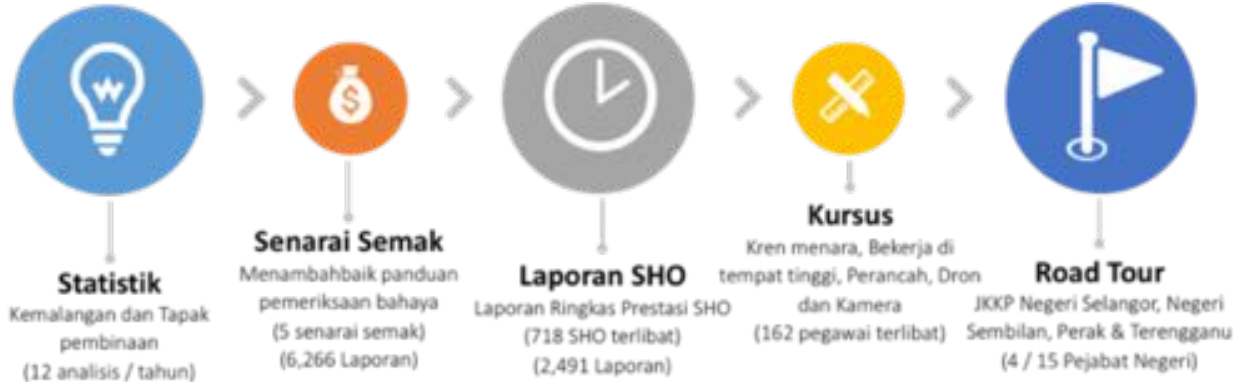 Statistik
Kemalangan dan Tapak
pembinaan
(12 analisis / tahun)
$
Senarai Semak
Menambahbaik panduan
pemeriksaan bahaya
(5 senarai semak)
(6,266 Laporan)
Laporan SHO
Laporan Ringkas Prestasi SHO
(718 SHO terlibat)
(2,491 Laporan)
Kursus
Kren menara, Bekerja di
tempat tinggi, Perancah, Dron
dan Kamera
(162 pegawai terlibat)
Road Tour
JKKP Negeri Selangor, Negeri
Sembilan, Perak & Terengganu
(4 / 15 Pejabat Negeri)